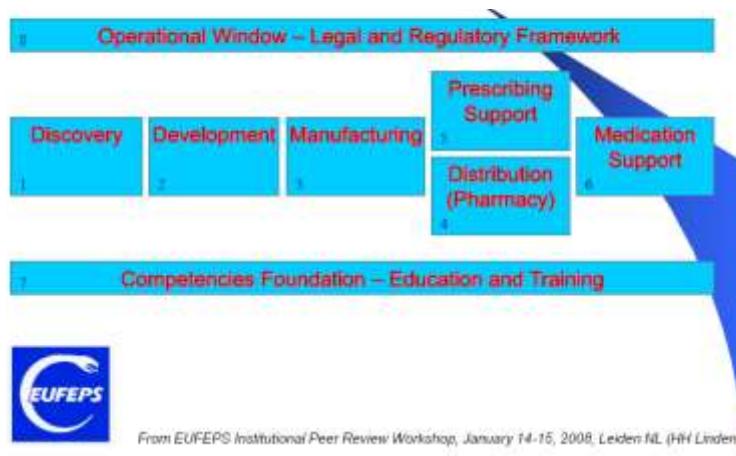 8
Operational Window – Legal and Regulatory Framework
Discovery
1
Development
2
Manufacturing
3
Prescribing
Support
5
Distribution
(Pharmacy)
4
Medication
Support
6
7
Competencies Foundation – Education and Training
EUFEPS
From EUFEPS Institutional Peer Review Workshop, January 14-15, 2008, Leiden NL (HH Linden